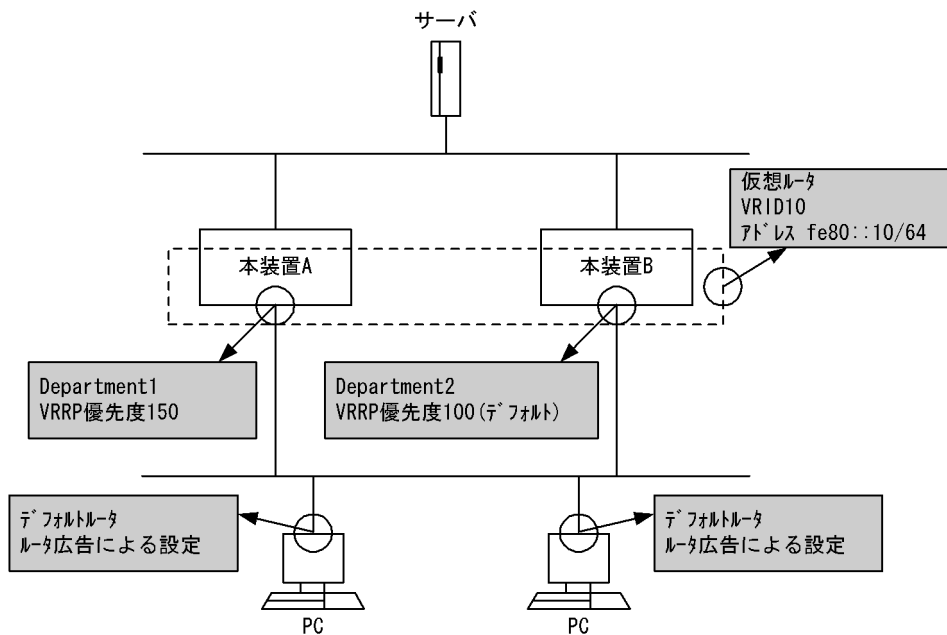 サーバ
仮想ﾙｰﾀ
VRID10
ｱﾄﾞﾚｽ fe80::10/64
本装置A
本装置B
Department1
VRRP優先度150
Department2
VRRP優先度100(ﾃﾞﾌｫﾙﾄ)
ﾃﾞﾌｫﾙﾄﾙｰﾀ
ﾙｰﾀ広告による設定
ﾃﾞﾌｫﾙﾄﾙｰﾀ
ﾙｰﾀ広告による設定
PC
PC